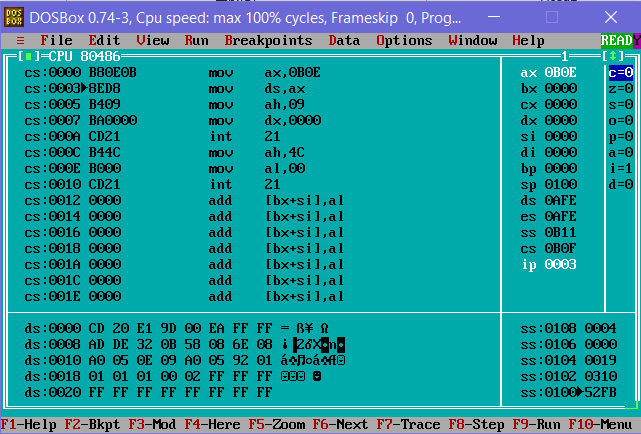 DOSBox 0.74-3, Cpu speed: max 100% cycles, Frameskip 0, Prog...
≡ File Edit View Run Breakpoints Data Options Window Help READY
[■]=CPU 80486 1 [↕]
cs:0000 BB0E0B mov ax,0B0E ax 0B0E c=0
cs:0003►8ED8 mov ds,ax bx 0000 z=0
cs:0005 B409 mov ah,09 cx 0000 s=0
cs:0007 BA0000 mov dx,0000 dx 0000 o=0
cs:000A CD21 int 21 si 0000 p=0
cs:000C B44C mov ah,4C di 0000 a=0
cs:000E B000 mov al,00 bp 0000 i=1
cs:0010 CD21 int 21 sp 0100 d=0
cs:0012 0000 add [bx+si],al ds 0AFE
cs:0014 0000 add [bx+si],al es 0AFE
cs:0016 0000 add [bx+si],al ss 0B11
cs:0018 0000 add [bx+si],al cs 0B0F
cs:001A 0000 add [bx+si],al ip 0003
cs:001C 0000 add [bx+si],al
cs:001E 0000 add [bx+si],al
ds:0000 CD 20 E1 9D 00 EA FF FF = ß¥ Ω ss:0108 0004
ds:0008 AD DE 32 0B 58 08 6E 08 ss:0106 0000
ds:0010 A0 05 0E 09 A0 05 92 01 ss:0104 0019
ds:0018 01 01 01 00 02 FF FF FF ☺☺☺ ☻ ss:0102 0310
ds:0020 FF FF FF FF FF FF FF FF ss:0100►52FB
F1-Help F2-Bkpt F3-Mod F4-Here F5-Zoom F6-Next F7-Trace F8-Step F9-Run F10-Menu